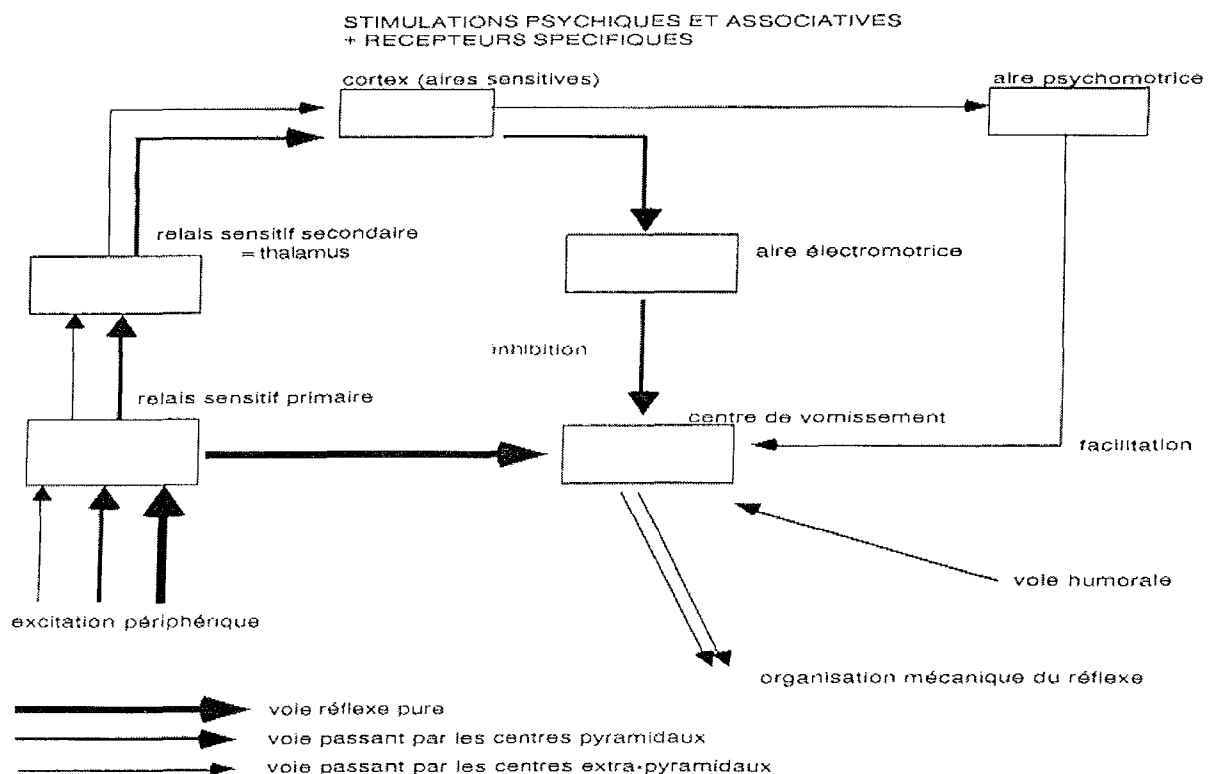 STIMULATIONS PSYCHIQUES ET ASSOCIATIVES
+ RECEPTEURS SPECIFIQUES
cortex (aires sensitives)
aire psychomotrice
relais sensitif secondaire
= thalamus
aire électromotrice
inhibition
relais sensitif primaire
centre de vomissement
facilitation
voie humorale
excitation périphérique
organisation mécanique du réflexe
voie réflexe pure
voie passant par les centres pyramidaux
voie passant par les centres extra-pyramidaux